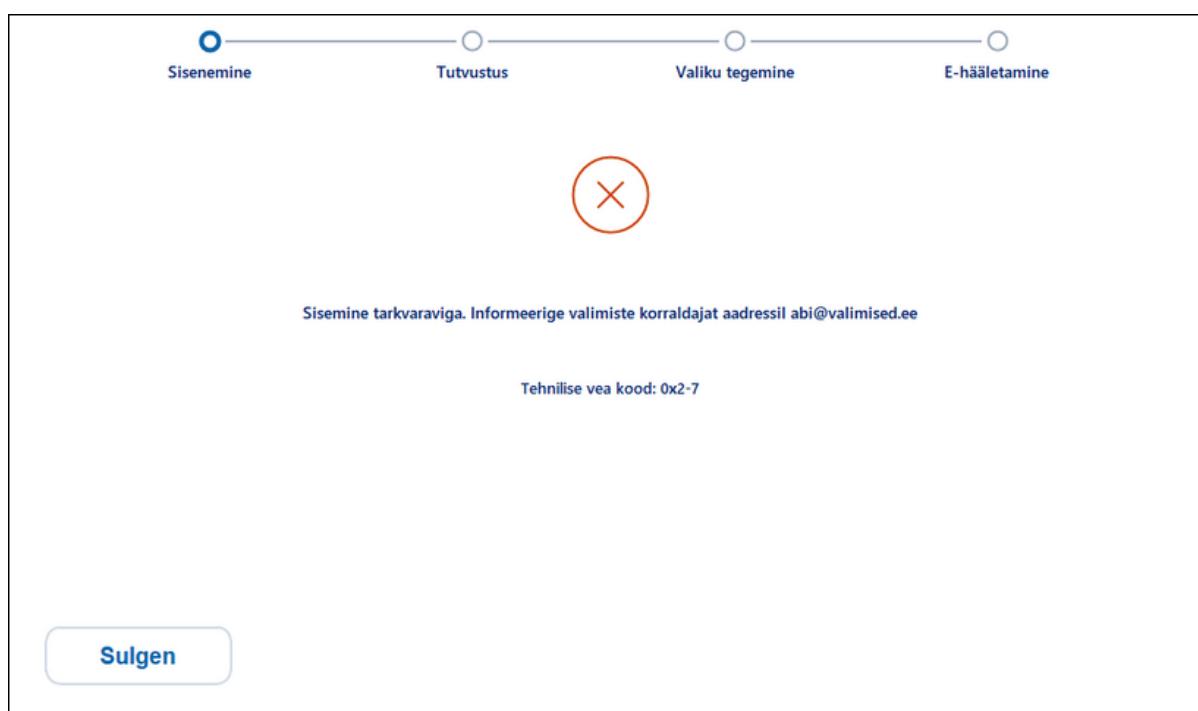 Sisenemine
Tutvustus
Valiku tegemine
E-hääletamine
Sisemine tarkvaraviga. Informeerige valimiste korraldajat aadressil abi@valimised.ee
Tehnilise vea kood: 0x2-7
Sulgen